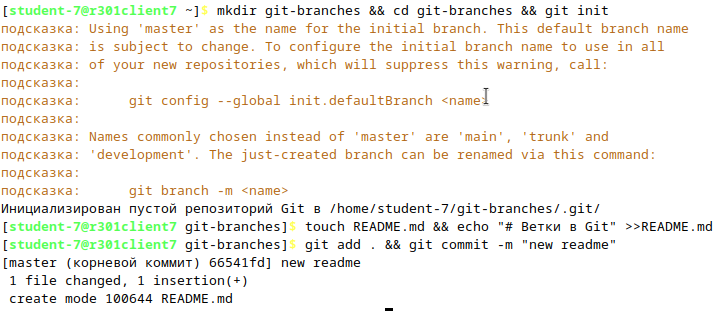 [student-7@r301client7 ~]$ mkdir git-branches && cd git-branches && git init
подсказка: Using 'master' as the name for the initial branch. This default branch name
подсказка: is subject to change. To configure the initial branch name to use in all
подсказка: of your new repositories, which will suppress this warning, call:
подсказка:
подсказка:      git config --global init.defaultBranch <name>
подсказка:
подсказка: Names commonly chosen instead of 'master' are 'main', 'trunk' and
подсказка: 'development'. The just-created branch can be renamed via this command:
подсказка:
подсказка:      git branch -m <name>
Инициализирован пустой репозиторий Git в /home/student-7/git-branches/.git/
[student-7@r301client7 git-branches]$ touch README.md && echo "# Ветки в Git" >>README.md
[student-7@r301client7 git-branches]$ git add . && git commit -m "new readme"
[master (корневой коммит) 66541fd] new readme
 1 file changed, 1 insertion(+)
 create mode 100644 README.md